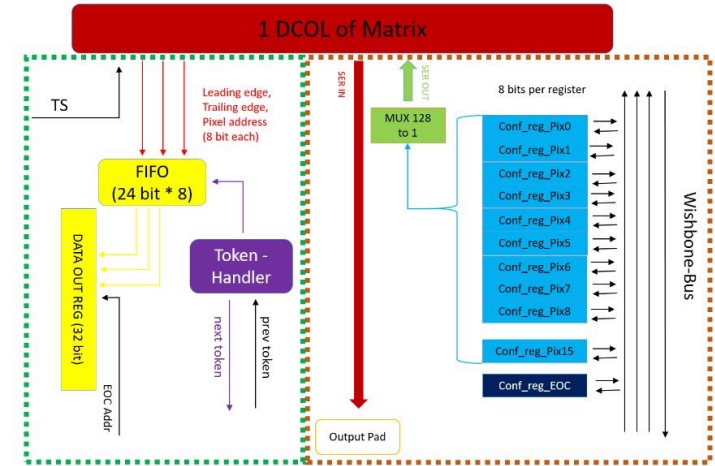 1 DCOL of Matrix
TS
Leading edge,
Trailing edge,
Pixel address
(8 bit each)
FIFO
(24 bit * 8)
DATA OUT REG (32 bit)
Token -
Handler
next token
prev token
EOC Addr
SER IN
SER OUT
MUX 128
to 1
8 bits per register
Conf_reg_Pix0
Conf_reg_Pix1
Conf_reg_Pix2
Conf_reg_Pix3
Conf_reg_Pix4
Conf_reg_Pix5
Conf_reg_Pix6
Conf_reg_Pix7
Conf_reg_Pix8
Conf_reg_Pix15
Conf_reg_EOC
Wishbone-Bus
Output Pad